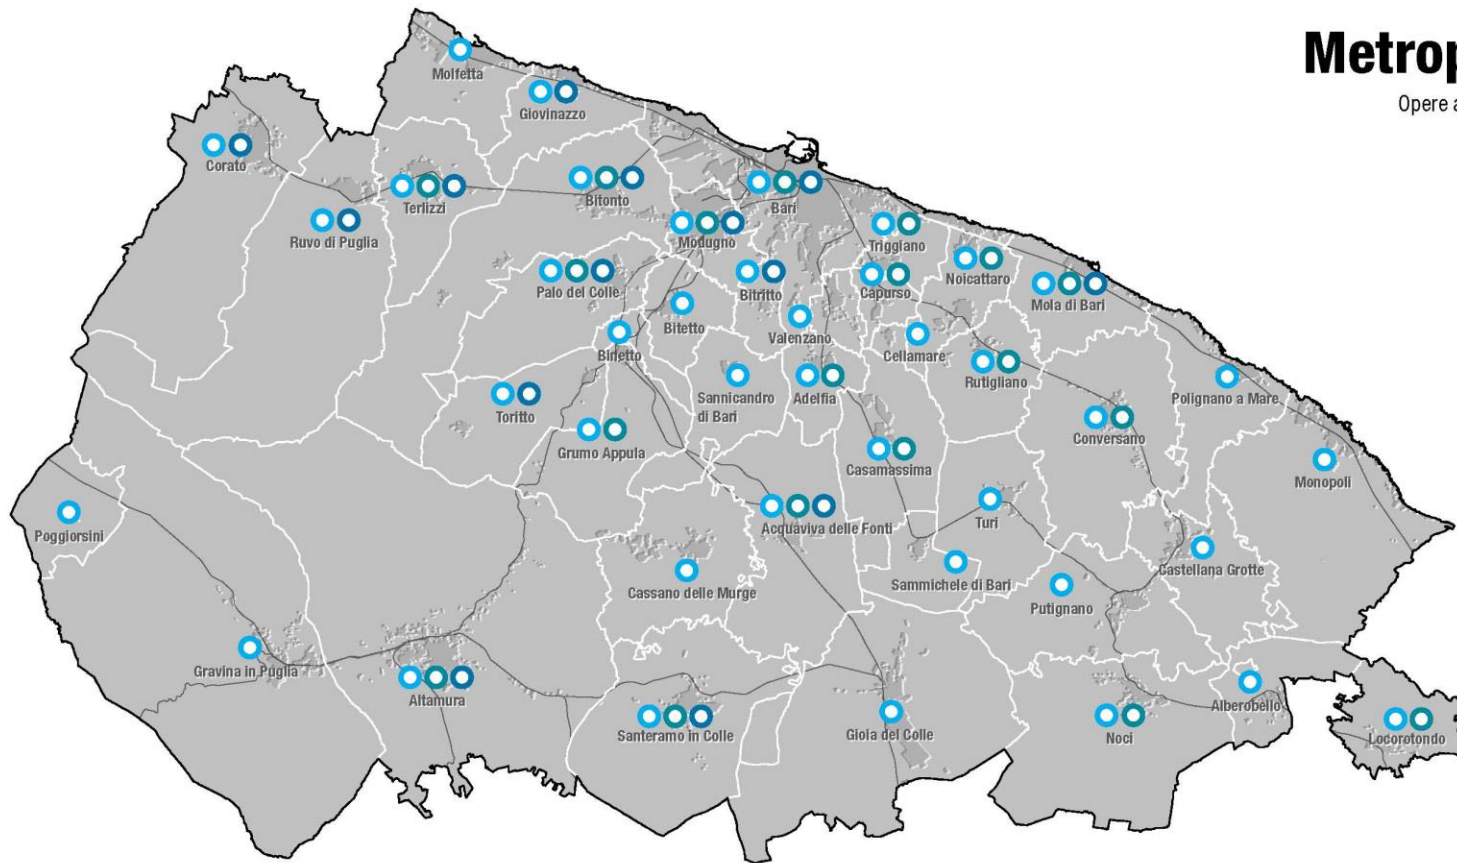 Metrop
Opere a
Molfetta
Giovinazzo
Corato
Terlizzi
Bitonto
Bari
Ruvo di Puglia
Modugno
Triggiano
Noicattaro
Palo del Colle
Bitritto
Capurso
Mola di Bari
Bitetto
Valenzano
Binetto
Cellamare
Rutigliano
Toritto
Sannicandro
di Bari
Adelfia
Polignano a Mare
Grumo Appula
Conversano
Casamassima
Monopoli
Poggiorsini
Acquaviva delle Fonti
Turi
Cassano delle Murge
Sammichele di Bari
Castellana Grotte
Putignano
Gravina in Puglia
Altamura
Santeramo in Colle
Gioia del Colle
Noci
Alberobello
Locorotondo